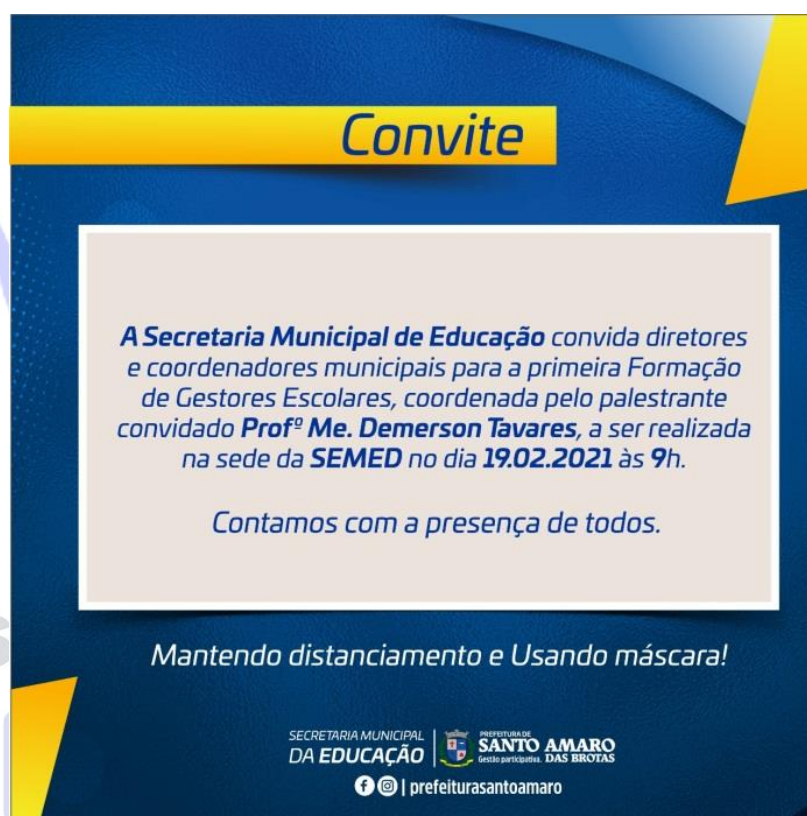 Convite
A Secretaria Municipal de Educação convida diretores
e coordenadores municipais para a primeira Formação
de Gestores Escolares, coordenada pelo palestrante
convidado Profº Me. Demerson Tavares, a ser realizada
na sede da SEMED no dia 19.02.2021 às 9h.
Contamos com a presença de todos.
Mantendo distanciamento e Usando máscara!
SECRETARIA MUNICIPAL
DA EDUCAÇÃO
PREFEITURA DE
SANTO AMARO
Gestão participativa. DAS BROTAS
| prefeiturasantoamaro